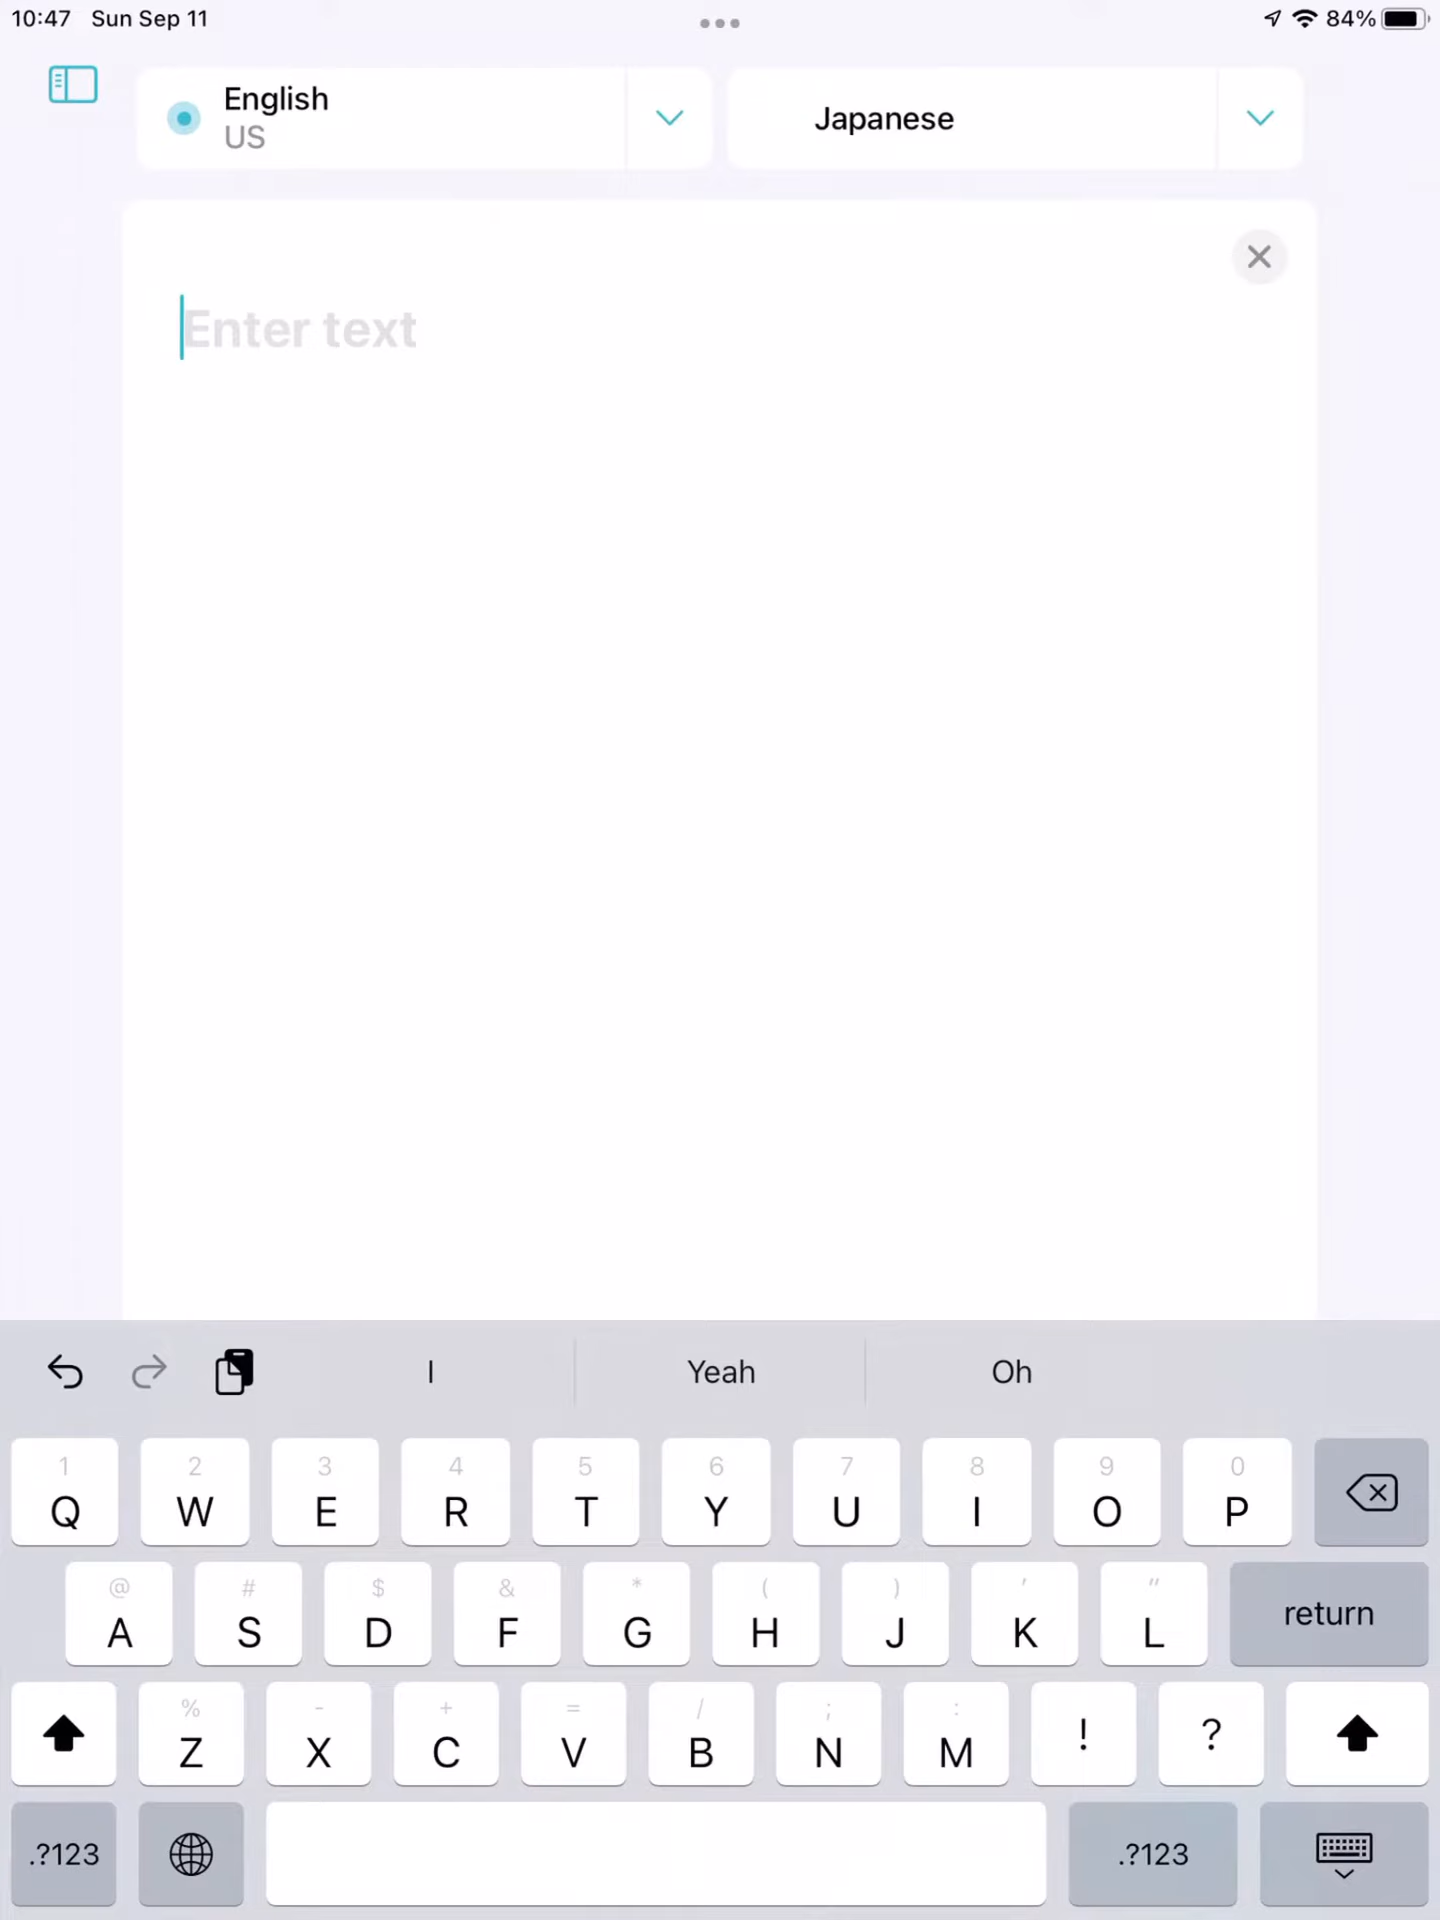 10:47 Sun Sep 11
84%
English
US
Japanese
Enter text
I Yeah Oh
1 2 3 4 5 6 7 8 9 0
Q W E R T Y U I O P
@ # $ & * ( ) ' "
A S D F G H J K L return
% - + = / ; :
Z X C V B N M ! ?
.?123 .?123